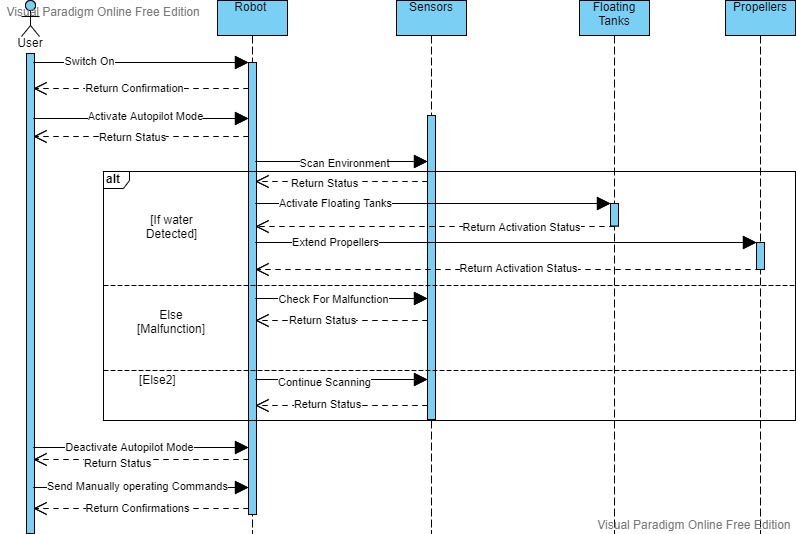 Visual Paradigm Online Free Edition
User
Robot
Sensors
Floating
Tanks
Propellers
Switch On
Return Confirmation
Activate Autopilot Mode
Return Status
Scan Environment
alt
Return Status
Activate Floating Tanks
[If water
Detected]
Return Activation Status
Extend Propellers
Return Activation Status
Check For Malfunction
Else
[Malfunction]
Return Status
[Else2]
Continue Scanning
Return Status
Deactivate Autopilot Mode
Return Status
Send Manually operating Commands
Return Confirmations
Visual Paradigm Online Free Edition